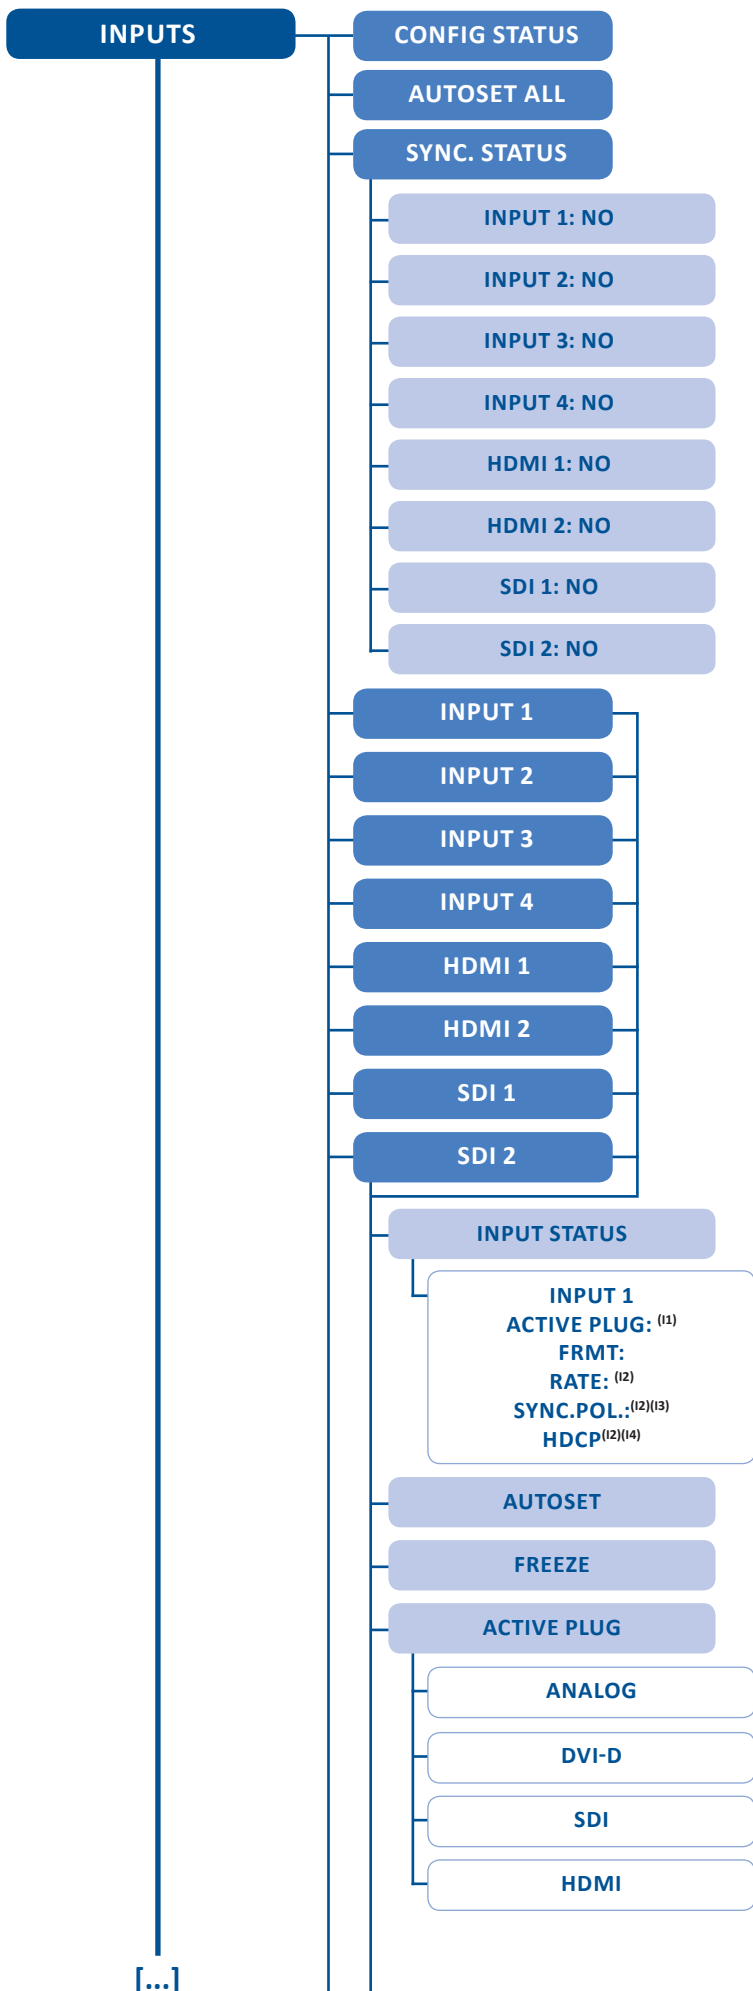 INPUTS
CONFIG STATUS
AUTOSET ALL
SYNC. STATUS
INPUT 1: NO
INPUT 2: NO
INPUT 3: NO
INPUT 4: NO
HDMI 1: NO
HDMI 2: NO
SDI 1: NO
SDI 2: NO
INPUT 1
INPUT 2
INPUT 3
INPUT 4
HDMI 1
HDMI 2
SDI 1
SDI 2
INPUT STATUS
INPUT 1
ACTIVE PLUG: (I1)
FRMT:
RATE: (I2)
SYNC.POL.:(I2)(I3)
HDCP(I2)(I4)
AUTOSET
FREEZE
ACTIVE PLUG
ANALOG
DVI-D
SDI
HDMI
[...]